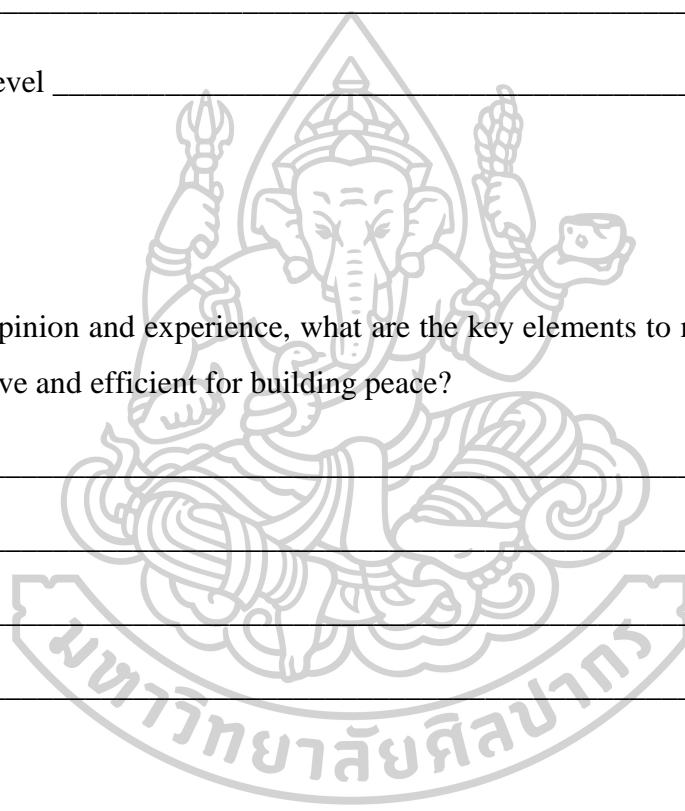 evel
pinion and experience, what are the key elements to
ve and efficient for building peace?
มหาวิทยาลัยศิลปากร